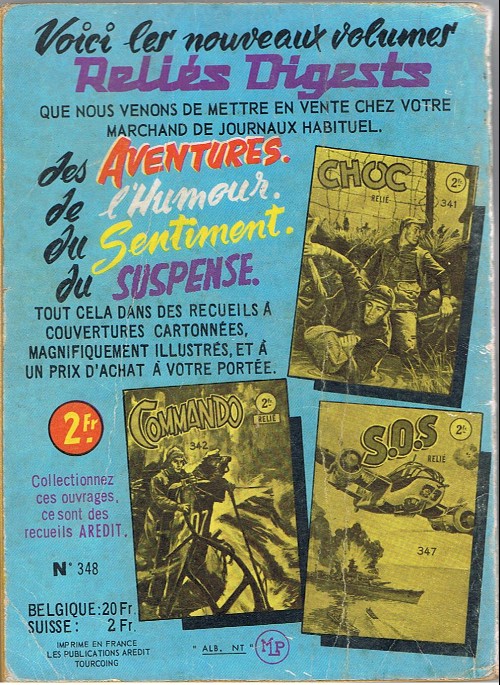 Voici les nouveaux volumes
Reliés Digests
QUE NOUS VENONS DE METTRE EN VENTE CHEZ VOTRE
MARCHAND DE JOURNAUX HABITUEL.
des AVENTURES.
de l'Humour.
du Sentiment.
du SUSPENSE.
TOUT CELA DANS DES RECUEILS A
COUVERTURES CARTONNÉES,
MAGNIFIQUEMENT ILLUSTRÉS, ET A
UN PRIX D'ACHAT A VOTRE PORTÉE.
CHOC
2F.
RELIÉ
341
COMMANDO
2F.
RELIÉ
342
S.O.S
2F.
RELIÉ
347
2 Fr.
Collectionnez
ces ouvrages,
ce sont des
recueils AREDIT.
N° 348
BELGIQUE: 20 Fr.
SUISSE: 2 Fr.
IMPRIME EN FRANCE
LES PUBLICATIONS AREDIT
TOURCOING
" ALB. NT " MP